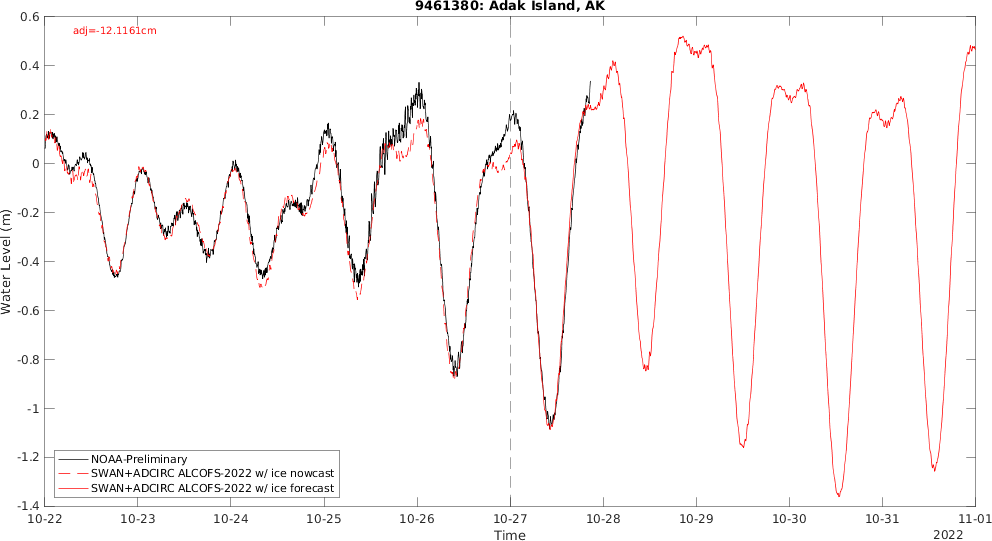 9461380: Adak Island, AK
adj=-12.1161cm
0.6
0.4
0.2
0
-0.2
-0.4
-0.6
-0.8
-1
-1.2
-1.4
Water Level (m)
NOAA-Preliminary
SWAN+ADCIRC ALCOFS-2022 w/ ice nowcast
SWAN+ADCIRC ALCOFS-2022 w/ ice forecast
10-22 10-23 10-24 10-25 10-26 10-27 10-28 10-29 10-30 10-31 11-01
Time
2022